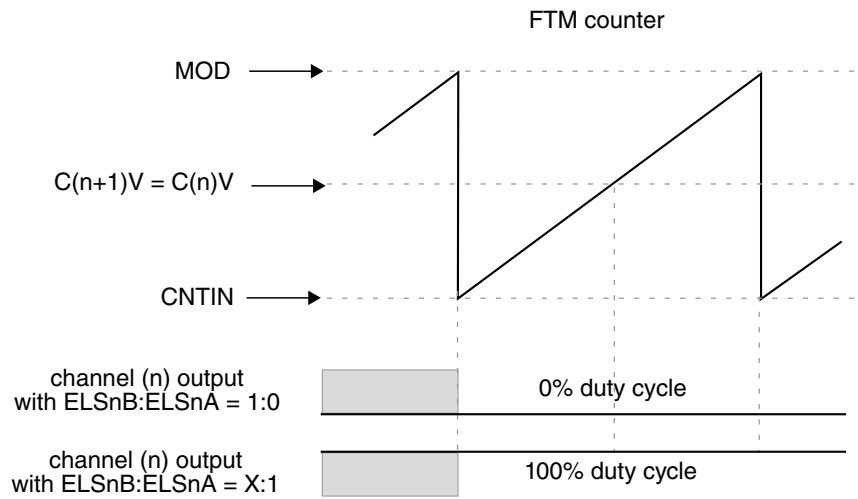 FTM counter
MOD
C(n+1)V = C(n)V
CNTIN
channel (n) output
with ELSnB:ELSnA = 1:0
0% duty cycle
channel (n) output
with ELSnB:ELSnA = X:1
100% duty cycle